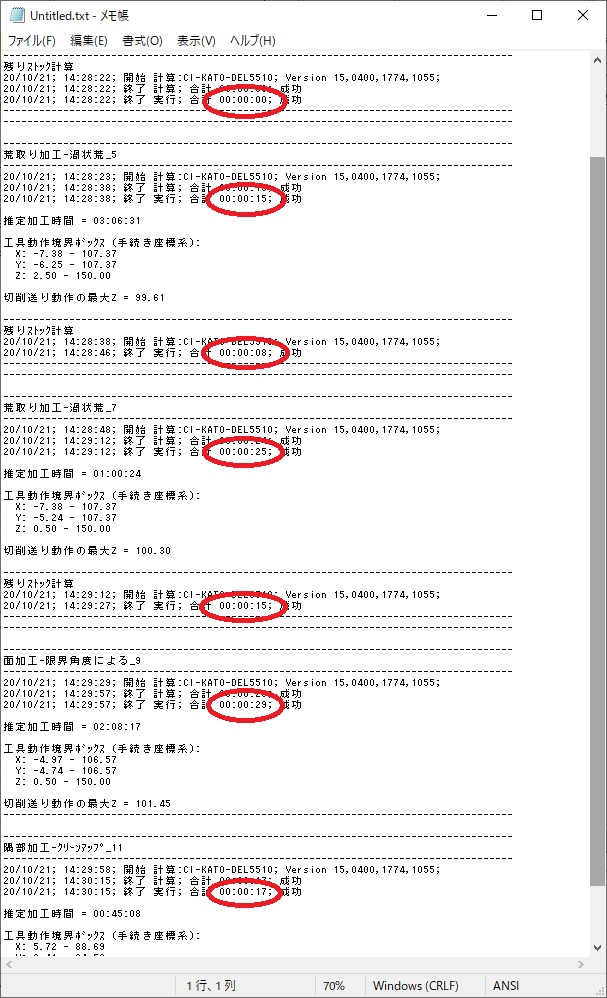 Untitled.txt - メモ帳
ファイル(F) 編集(E) 書式(O) 表示(V) ヘルプ(H)
残りｽﾄｯｸ計算
20/10/21; 14:28:22; 開始 計算:CI-KATO-DEL5510; Version 15,0400,1774,1055;
20/10/21; 14:28:22; 終了 計算; 合計 成功
20/10/21; 14:28:22; 終了 実行; 合計 00:00:00; 成功
荒取り加工-渦状荒_5
20/10/21; 14:28:23; 開始 計算:CI-KATO-DEL5510; Version 15,0400,1774,1055;
20/10/21; 14:28:38; 終了 計算; 合計 成功
20/10/21; 14:28:38; 終了 実行; 合計 00:00:15; 成功
推定加工時間 = 03:06:31
工具動作境界ﾎﾞｯｸｽ (手続き座標系):
X: -7.38 - 107.37
Y: -6.25 - 107.37
Z: 2.50 - 150.00
切削送り動作の最大Z = 99.61
残りｽﾄｯｸ計算
20/10/21; 14:28:38; 開始 計算:CI-KATO-DEL5510; Version 15,0400,1774,1055;
20/10/21; 14:28:46; 終了 実行; 合計 00:00:08; 成功
荒取り加工-渦状荒_7
20/10/21; 14:28:48; 開始 計算:CI-KATO-DEL5510; Version 15,0400,1774,1055;
20/10/21; 14:29:12; 終了 計算; 合計 成功
20/10/21; 14:29:12; 終了 実行; 合計 00:00:25; 成功
推定加工時間 = 01:00:24
工具動作境界ﾎﾞｯｸｽ (手続き座標系):
X: -7.38 - 107.37
Y: -5.24 - 107.37
Z: 0.50 - 150.00
切削送り動作の最大Z = 100.30
残りｽﾄｯｸ計算
20/10/21; 14:29:12; 開始 計算:CI-KATO-DEL5510; Version 15,0400,1774,1055;
20/10/21; 14:29:27; 終了 実行; 合計 00:00:15; 成功
面加工-限界角度による_9
20/10/21; 14:29:29; 開始 計算:CI-KATO-DEL5510; Version 15,0400,1774,1055;
20/10/21; 14:29:57; 終了 計算; 合計 成功
20/10/21; 14:29:57; 終了 実行; 合計 00:00:29; 成功
推定加工時間 = 02:08:17
工具動作境界ﾎﾞｯｸｽ (手続き座標系):
X: -4.97 - 106.57
Y: -4.74 - 106.57
Z: 0.50 - 150.00
切削送り動作の最大Z = 101.45
隅部加工-ｸﾘｰﾝｱｯﾌﾟ_11
20/10/21; 14:29:58; 開始 計算:CI-KATO-DEL5510; Version 15,0400,1774,1055;
20/10/21; 14:30:15; 終了 計算; 合計 成功
20/10/21; 14:30:15; 終了 実行; 合計 00:00:17; 成功
推定加工時間 = 00:45:08
工具動作境界ﾎﾞｯｸｽ (手続き座標系):
X: 5.72 - 88.69
1 行、1 列 70% Windows (CRLF) ANSI